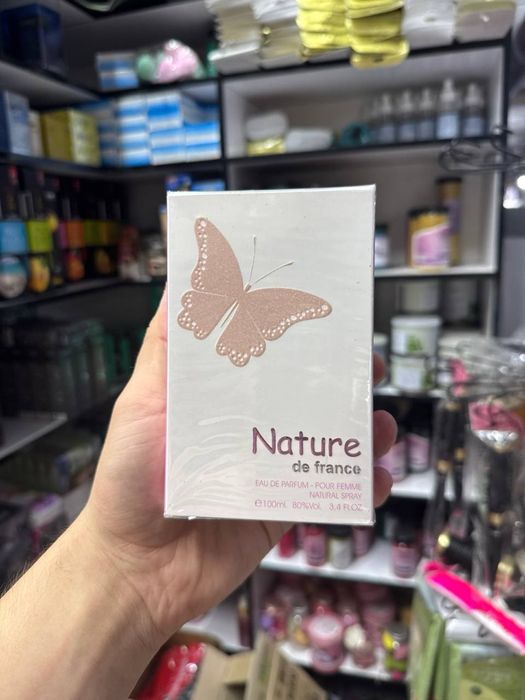 Nature
de france
EAU DE PARFUM - POUR FEMME
NATURAL SPRAY
℮100ml. 80%Vol. 3.4 FL.OZ